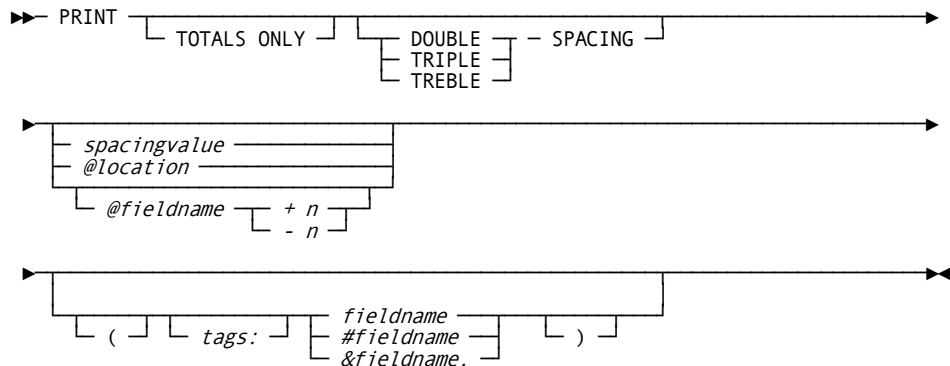 PRINT
TOTALS ONLY DOUBLE - SPACING
TRIPLE
TREBLE
spacingvalue
@location
@fieldname + n
- n
fieldname
( tags: #fieldname )
&fieldname.